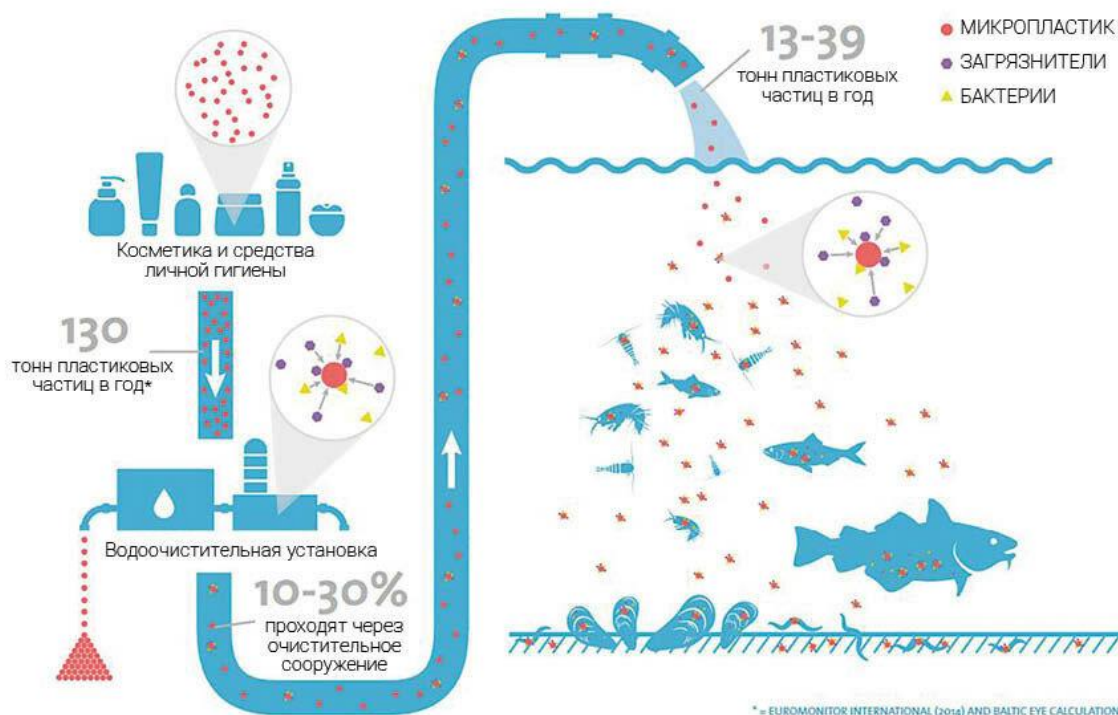 13-39
тонн пластиковых
частиц в год
МИКРОПЛАСТИК
ЗАГРЯЗНИТЕЛИ
БАКТЕРИИ
Косметика и средства
личной гигиены
130
тонн пластиковых
частиц в год*
Водоочистительная установка
10-30%
проходят через
очистительное
сооружение
* = EUROMONITOR INTERNATIONAL (2014) AND BALTIC EYE CALCULATION